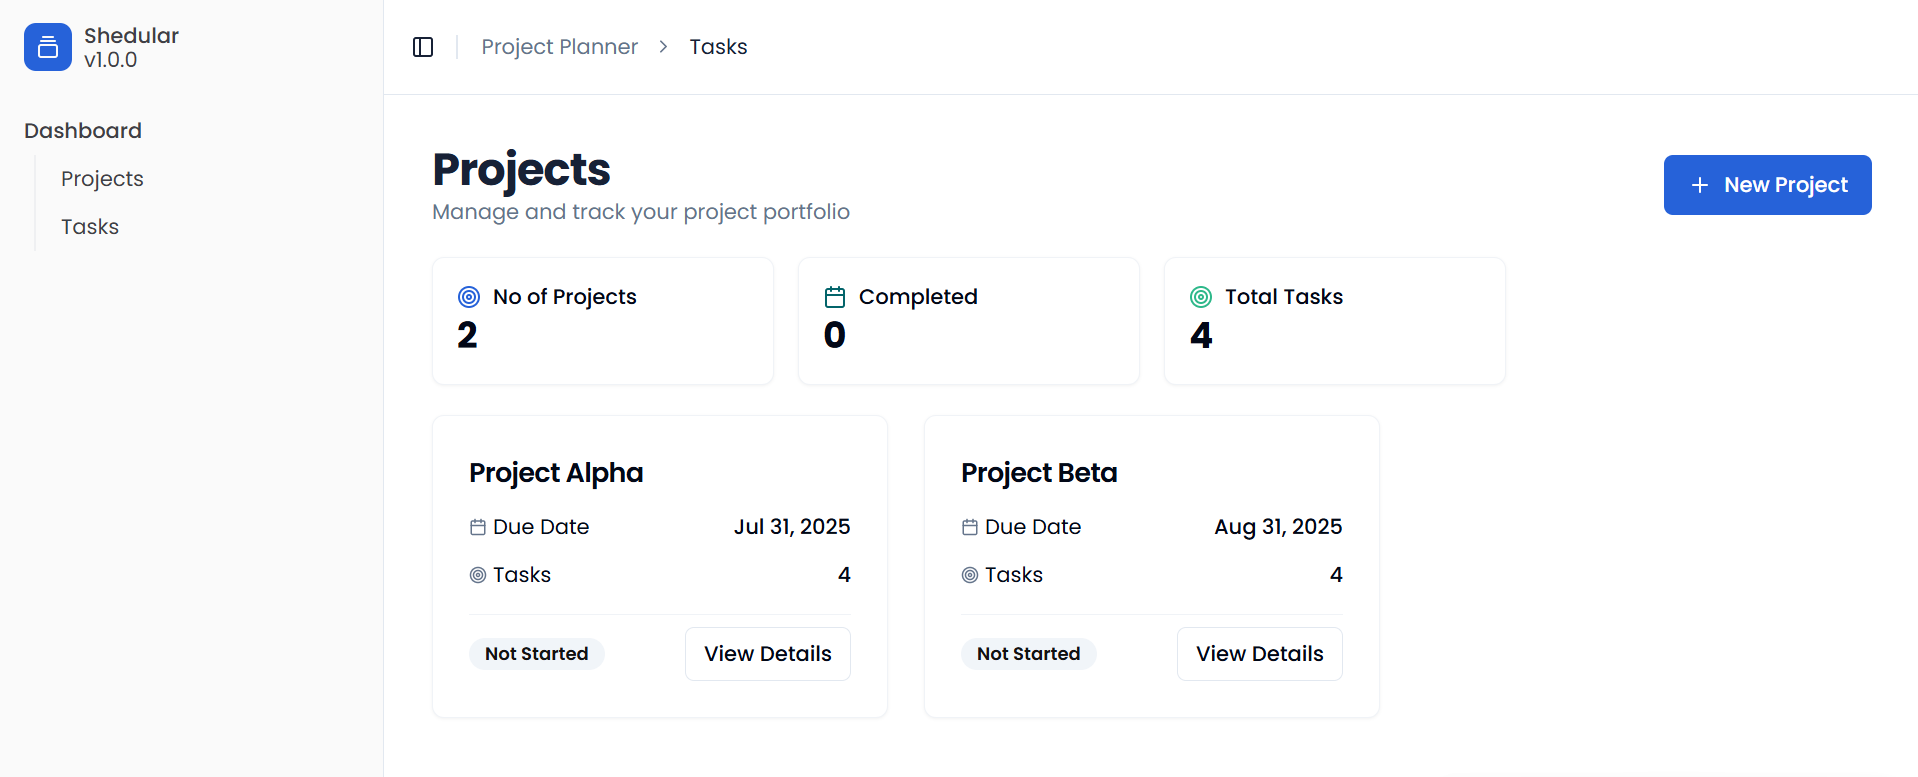 Shedular
v1.0.0
Dashboard
Projects
Tasks
Project Planner > Tasks
Projects
Manage and track your project portfolio
+ New Project
No of Projects
2
Completed
0
Total Tasks
4
Project Alpha
Due Date Jul 31, 2025
Tasks 4
Not Started View Details
Project Beta
Due Date Aug 31, 2025
Tasks 4
Not Started View Details